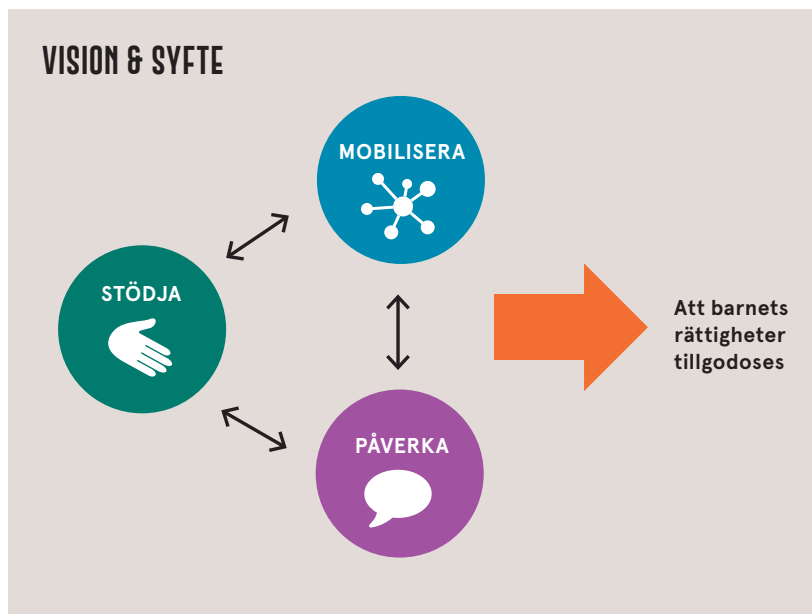 VISION & SYFTE
MOBILISERA
STÖDJA
PÅVERKA
Att barnets
rättigheter
tillgodoses